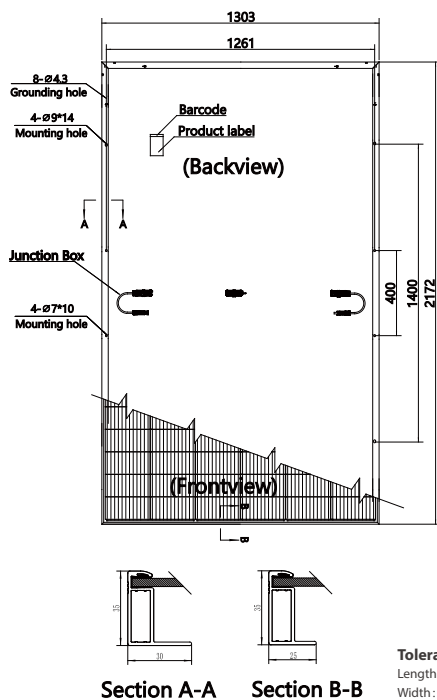 1303
1261
8-Ø4.3
Grounding hole
4-Ø9*14
Mounting hole
Barcode
Product label
(Backview)
A
A
Junction Box
4-Ø7*10
Mounting hole
400
1400
2172
(Frontview)
B
B
35
30
35
25
Section A-A
Section B-B
Tolera
Length
Width: